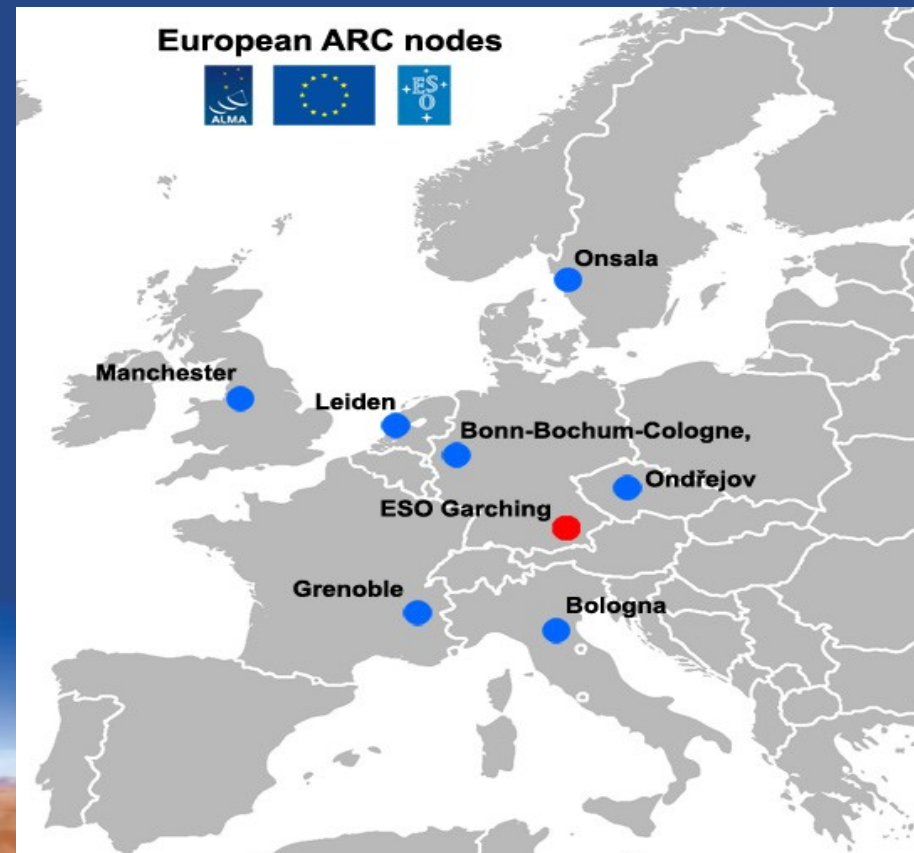 European ARC nodes
ALMA
ES
O
Onsala
Manchester
Leiden
Bonn-Bochum-Cologne,
Ondřejov
ESO Garching
Grenoble
Bologna